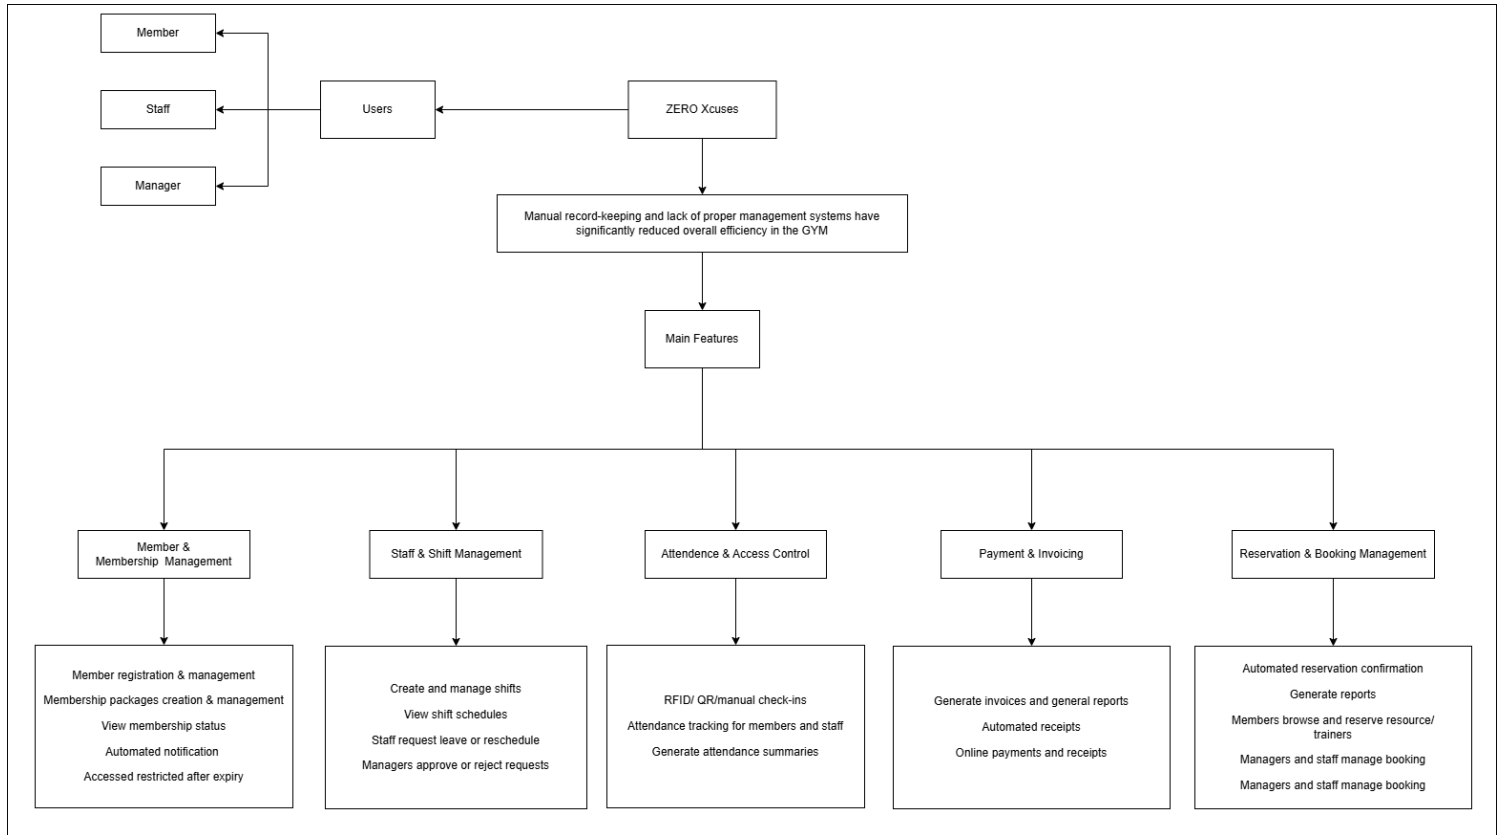 Member
Staff
Manager
Users
ZERO Xcuses
Manual record-keeping and lack of proper management systems have
significantly reduced overall efficiency in the GYM
Main Features
Member &
Membership Management
Staff & Shift Management
Attendence & Access Control
Payment & Invoicing
Reservation & Booking Management
Member registration & management
Membership packages creation & management
View membership status
Automated notification
Accessed restricted after expiry
Create and manage shifts
View shift schedules
Staff request leave or reschedule
Managers approve or reject requests
RFID/ QR/manual check-ins
Attendance tracking for members and staff
Generate attendance summaries
Generate invoices and general reports
Automated receipts
Online payments and receipts
Automated reservation confirmation
Generate reports
Members browse and reserve resource/
trainers
Managers and staff manage booking
Managers and staff manage booking